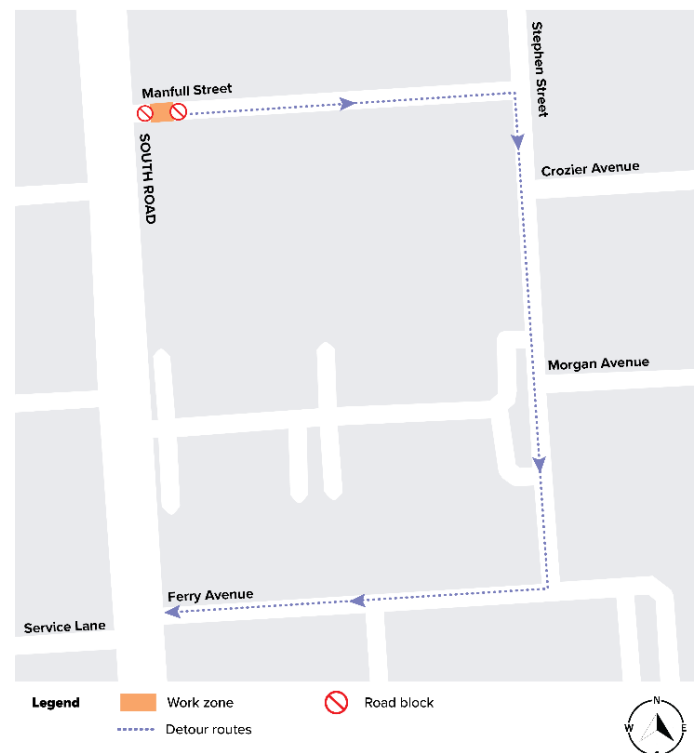 Stephen Street
Manfull Street
SOUTH ROAD
Crozier Avenue
Morgan Avenue
Ferry Avenue
Service Lane
Legend
Work zone
Road block
Detour routes
N
W
E